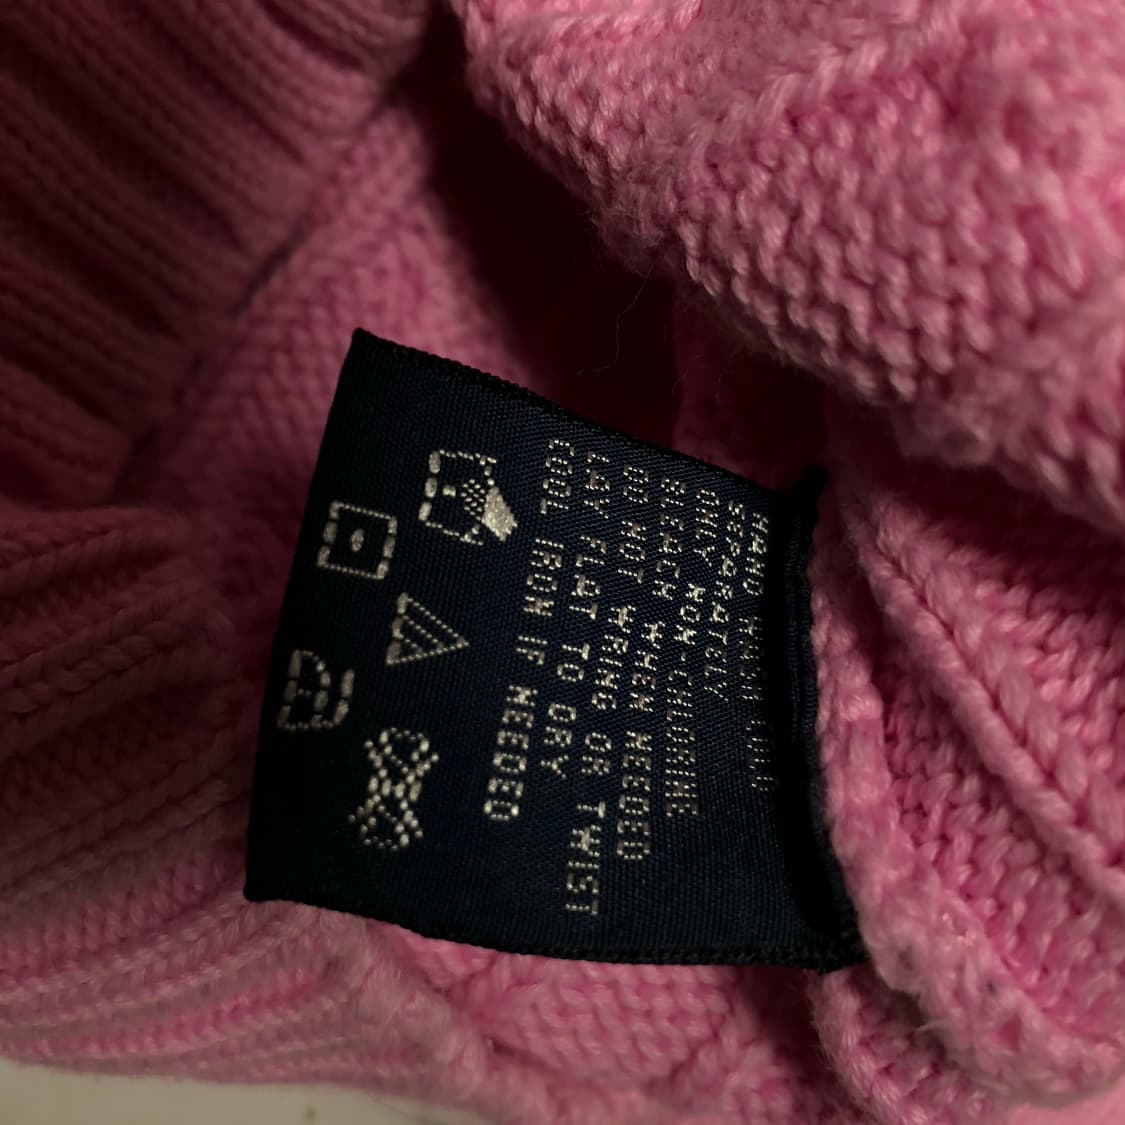 HAND WASH COLD
SEPARATELY
ONLY NON-CHLORINE
BLEACH WHEN NEEDED
DO NOT WRING OR TWIST
LAY FLAT TO DRY
COOL IRON IF NEEDED